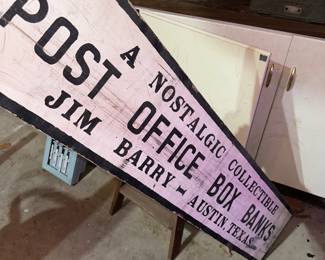 A NOSTALGIC COLLECTIBLE
POST OFFICE BOX BANKS
JIM BARRY - AUSTIN, TEXAS